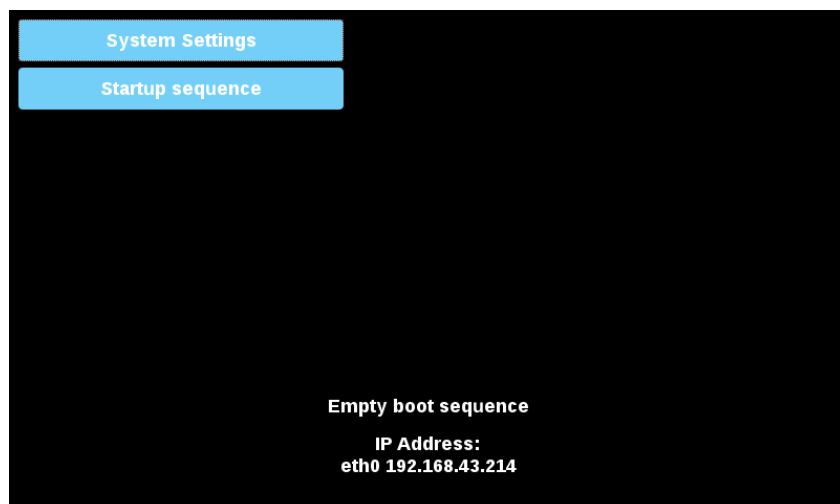 System Settings
Startup sequence
Empty boot sequence
IP Address:
eth0 192.168.43.214